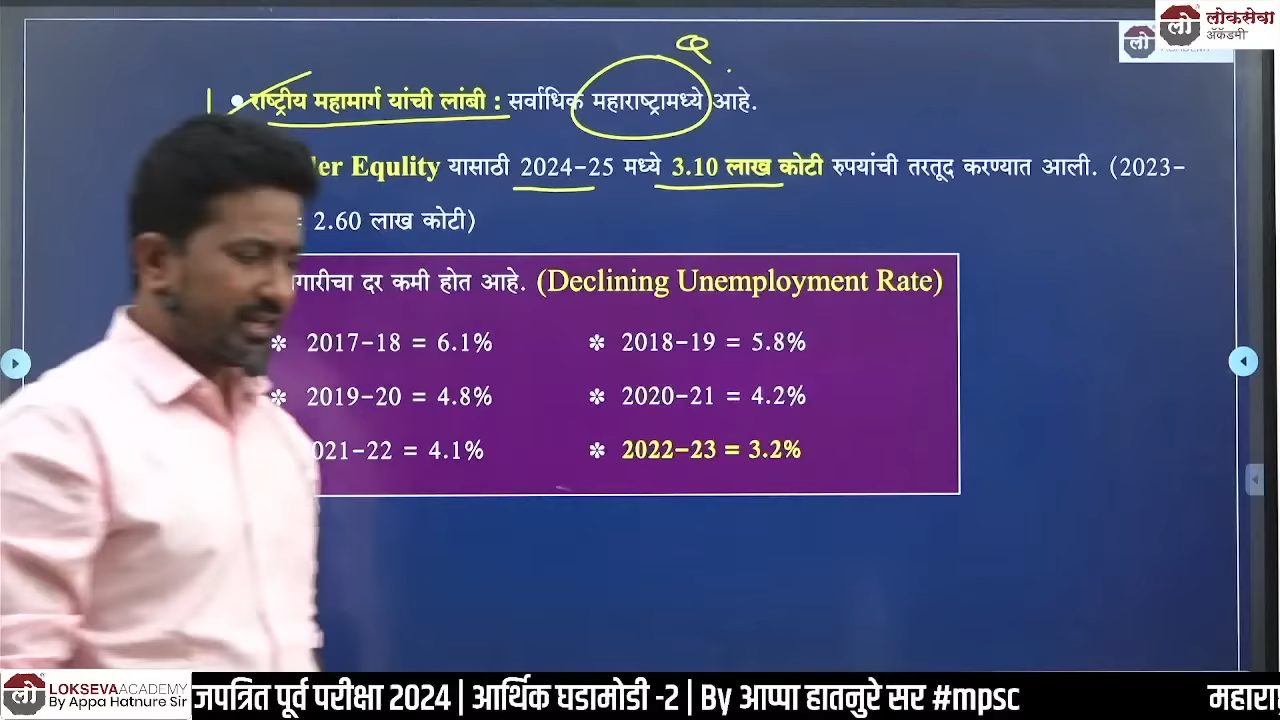 लोकसेवा
अ‍ॅकॅडमी
• राष्ट्रीय महामार्ग यांची लांबी : सर्वाधिक महाराष्ट्रामध्ये आहे.
Equlity यासाठी 2024-25 मध्ये 3.10 लाख कोटी रुपयांची तरतूद करण्यात आली. (2023-
= 2.60 लाख कोटी)
दर कमी होत आहे. (Declining Unemployment Rate)
* 2017-18 = 6.1% * 2018-19 = 5.8%
* 2019-20 = 4.8% * 2020-21 = 4.2%
021-22 = 4.1% * 2022-23 = 3.2%
लो LOKSEVA ACADEMY
By Appa Hatnure Sir
जपत्रित पूर्व परीक्षा 2024 | आर्थिक घडामोडी -2 | By आप्पा हातनुरे सर #mpsc महारा